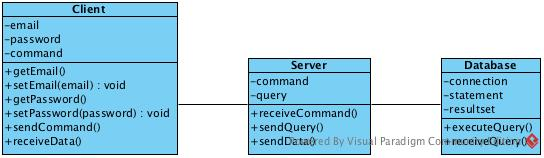 Client
-email
-password
-command
+getEmail()
+setEmail(email) : void
+getPassword()
+setPassword(password) : void
+sendCommand()
+receiveData()
Server
-command
-query
+receiveCommand()
+sendQuery()
+sendData()
Database
-connection
-statement
-resultset
+executeQuery()
+receiveQuery()
Powered By Visual Paradigm Community Edition